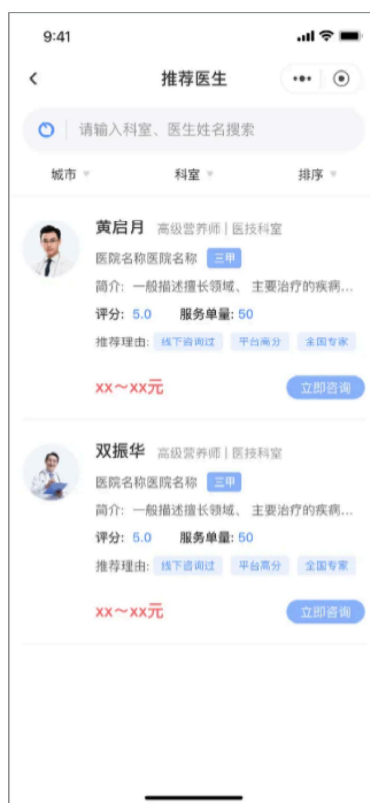 9:41
推荐医生
请输入科室、医生姓名搜索
城市 科室 排序
黄启月 高级营养师 | 医技科室
医院名称医院名称 三甲
简介: 一般描述擅长领域、 主要治疗的疾病...
评分: 5.0 服务单量: 50
推荐理由: 线下咨询过 平台高分 全国专家
xx～xx元 立即咨询
双振华 高级营养师 | 医技科室
医院名称医院名称 三甲
简介: 一般描述擅长领域、 主要治疗的疾病...
评分: 5.0 服务单量: 50
推荐理由: 线下咨询过 平台高分 全国专家
xx～xx元 立即咨询